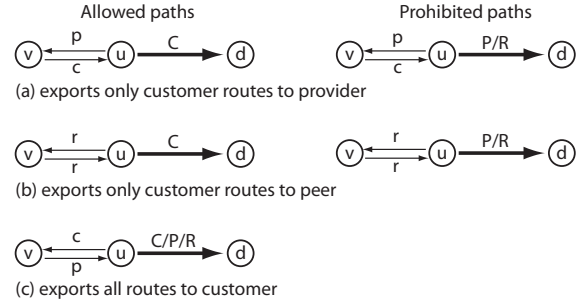 Allowed paths Prohibited paths
p C p P/R
v u d v u d
c c
(a) exports only customer routes to provider
r C r P/R
v u d v u d
r r
(b) exports only customer routes to peer
c C/P/R
v u d
p
(c) exports all routes to customer